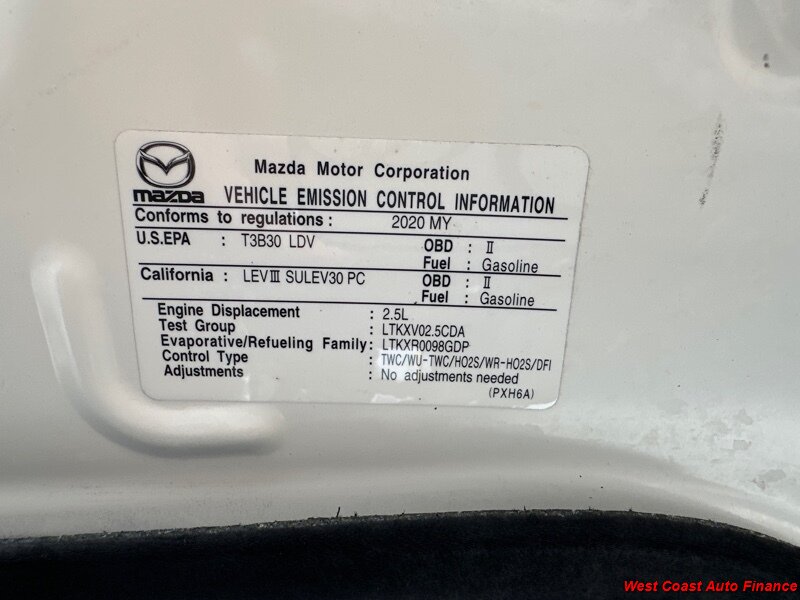 Mazda Motor Corporation
mazda VEHICLE EMISSION CONTROL INFORMATION
Conforms to regulations : 2020 MY
U.S.EPA : T3B30 LDV OBD : II
Fuel : Gasoline
California : LEVIII SULEV30 PC OBD : II
Fuel : Gasoline
Engine Displacement : 2.5L
Test Group : LTKXV02.5CDA
Evaporative/Refueling Family: LTKXR0098GDP
Control Type : TWC/WU-TWC/HO2S/WR-HO2S/DFI
Adjustments : No adjustments needed
(PXH6A)
West Coast Auto Finance